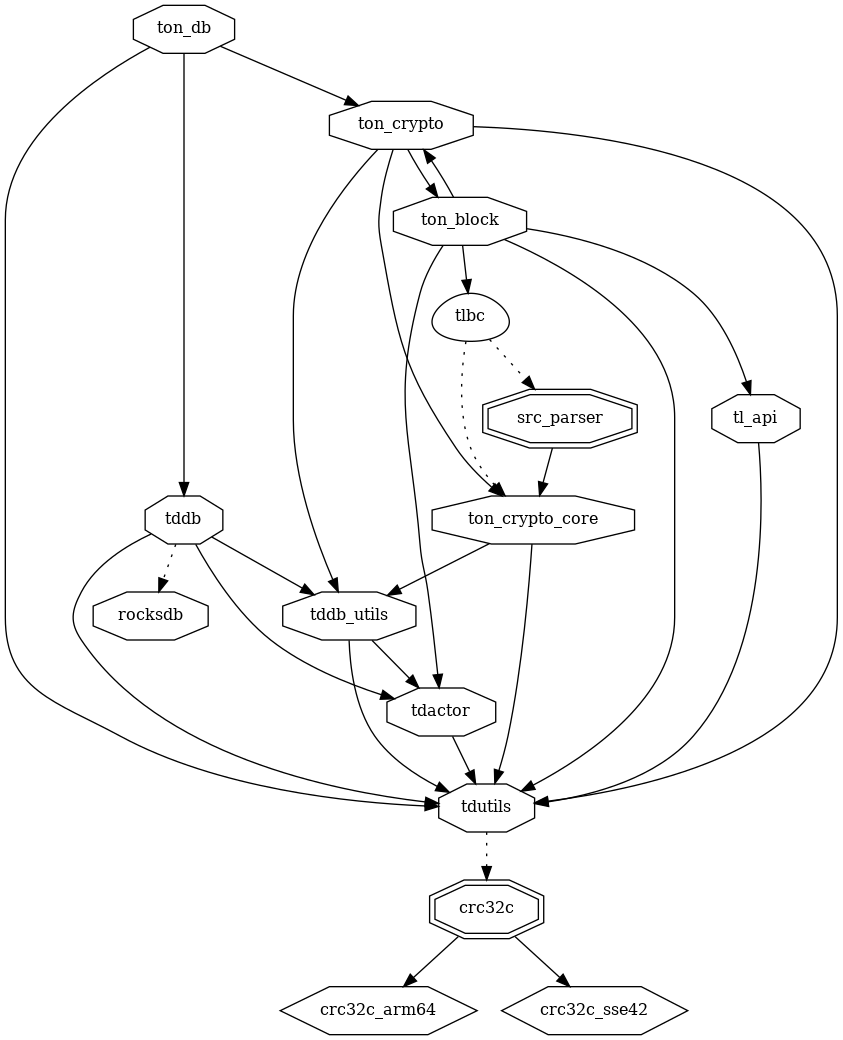 ton_db
ton_crypto
ton_block
tlbc
src_parser
tl_api
tddb
ton_crypto_core
rocksdb
tddb_utils
tdactor
tdutils
crc32c
crc32c_arm64
crc32c_sse42